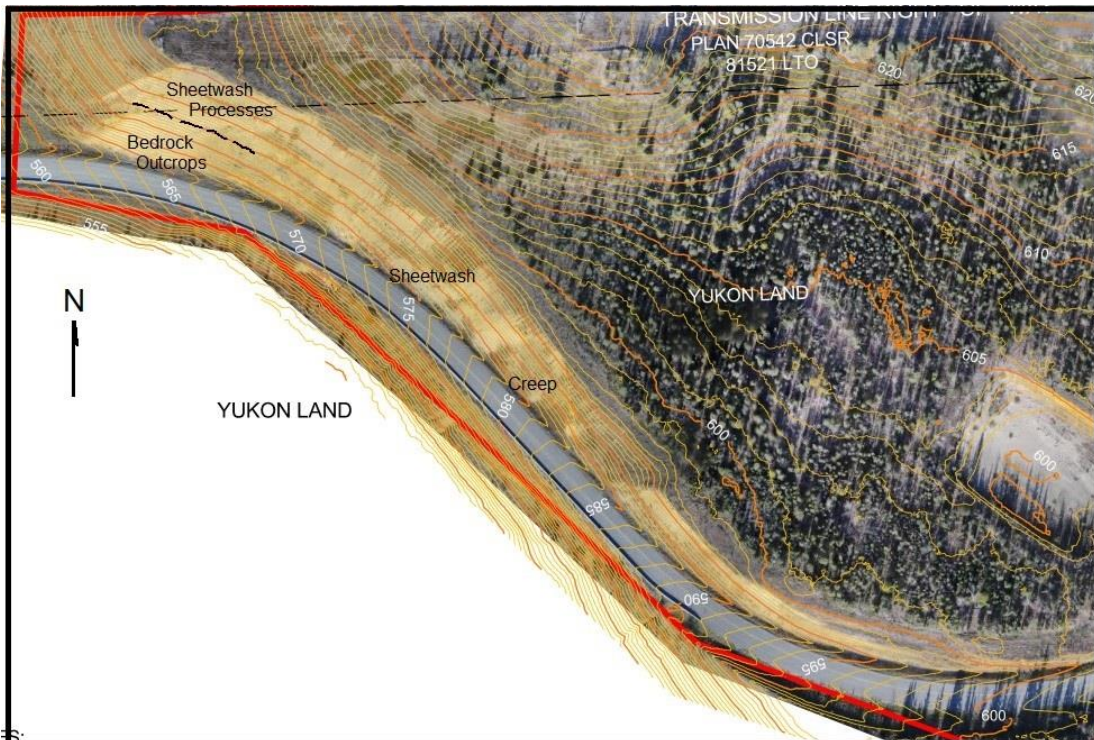 TRANSMISSION LINE RIGHT
PLAN 70542 CLSR
81521 LTO
620
620
Sheetwash
Processes
Bedrock
Outcrops
615
560
565
555
570
610
Sheetwash
575
YUKON LAND
N
605
Creep
580
YUKON LAND
600
600
585
590
595
600